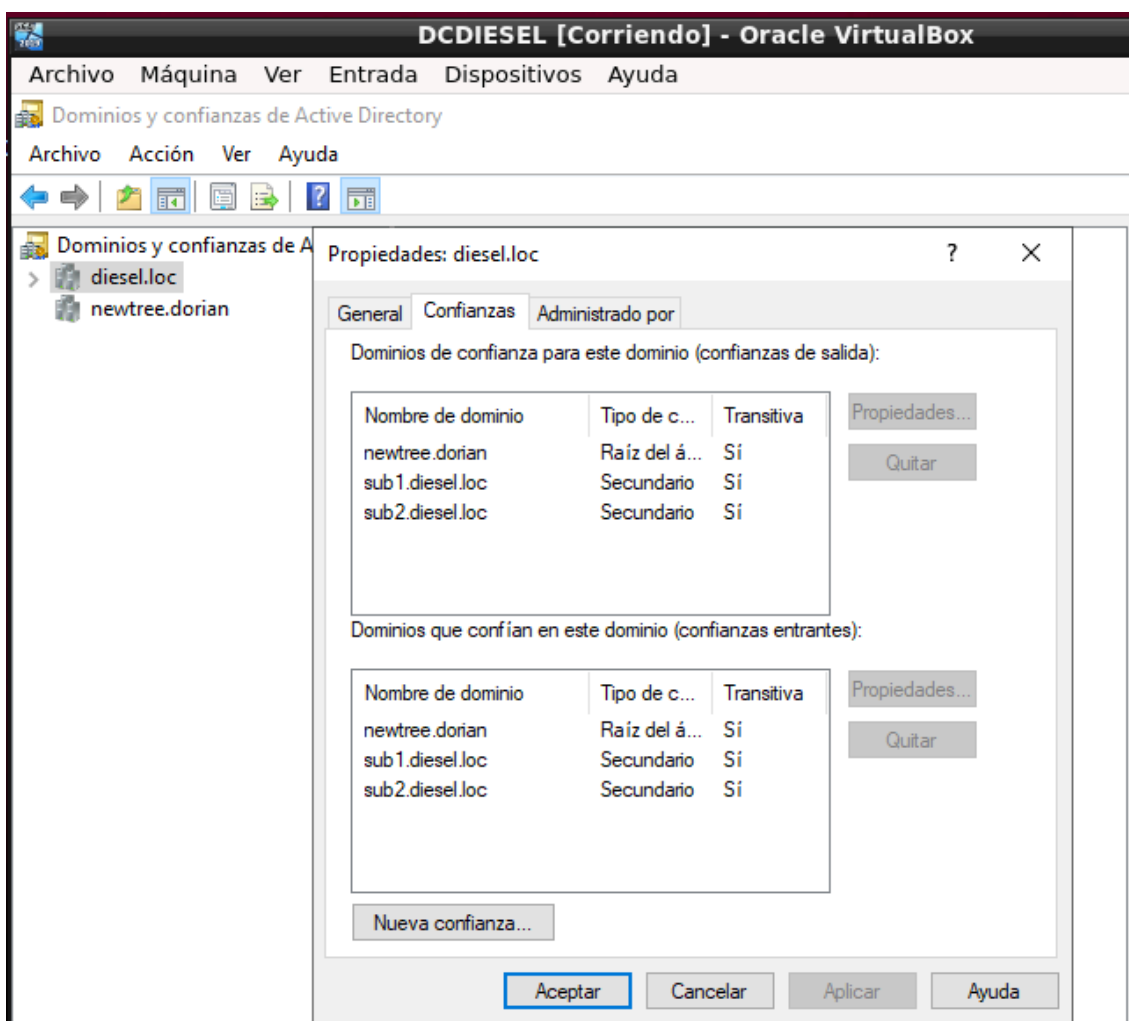 DCDIESEL [Corriendo] - Oracle VirtualBox
Archivo Máquina Ver Entrada Dispositivos Ayuda
Dominios y confianzas de Active Directory
Archivo Acción Ver Ayuda
Dominios y confianzas de A
diesel.loc
newtree.dorian
Propiedades: diesel.loc ?
General Confianzas Administrado por
Dominios de confianza para este dominio (confianzas de salida):
Nombre de dominio Tipo de c... Transitiva Propiedades...
newtree.dorian Raíz del á... Sí Quitar
sub1.diesel.loc Secundario Sí
sub2.diesel.loc Secundario Sí
Dominios que confían en este dominio (confianzas entrantes):
Nombre de dominio Tipo de c... Transitiva Propiedades...
newtree.dorian Raíz del á... Sí Quitar
sub1.diesel.loc Secundario Sí
sub2.diesel.loc Secundario Sí
Nueva confianza...
Aceptar Cancelar Aplicar Ayuda